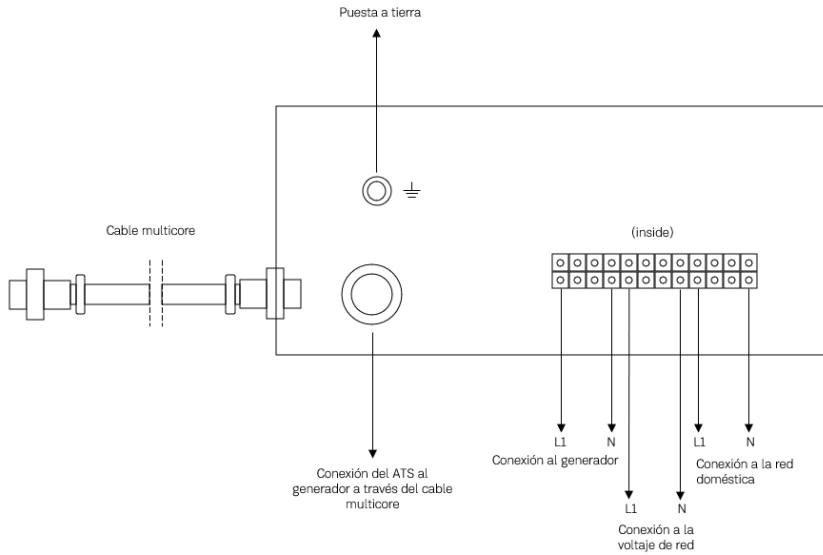 Puesta a tierra
Cable multicore
(inside)
L1
N
Conexión al generador
L1
N
Conexión a la red
doméstica
Conexión del ATS al
generador a través del cable
multicore
L1
N
Conexión a la
voltaje de red